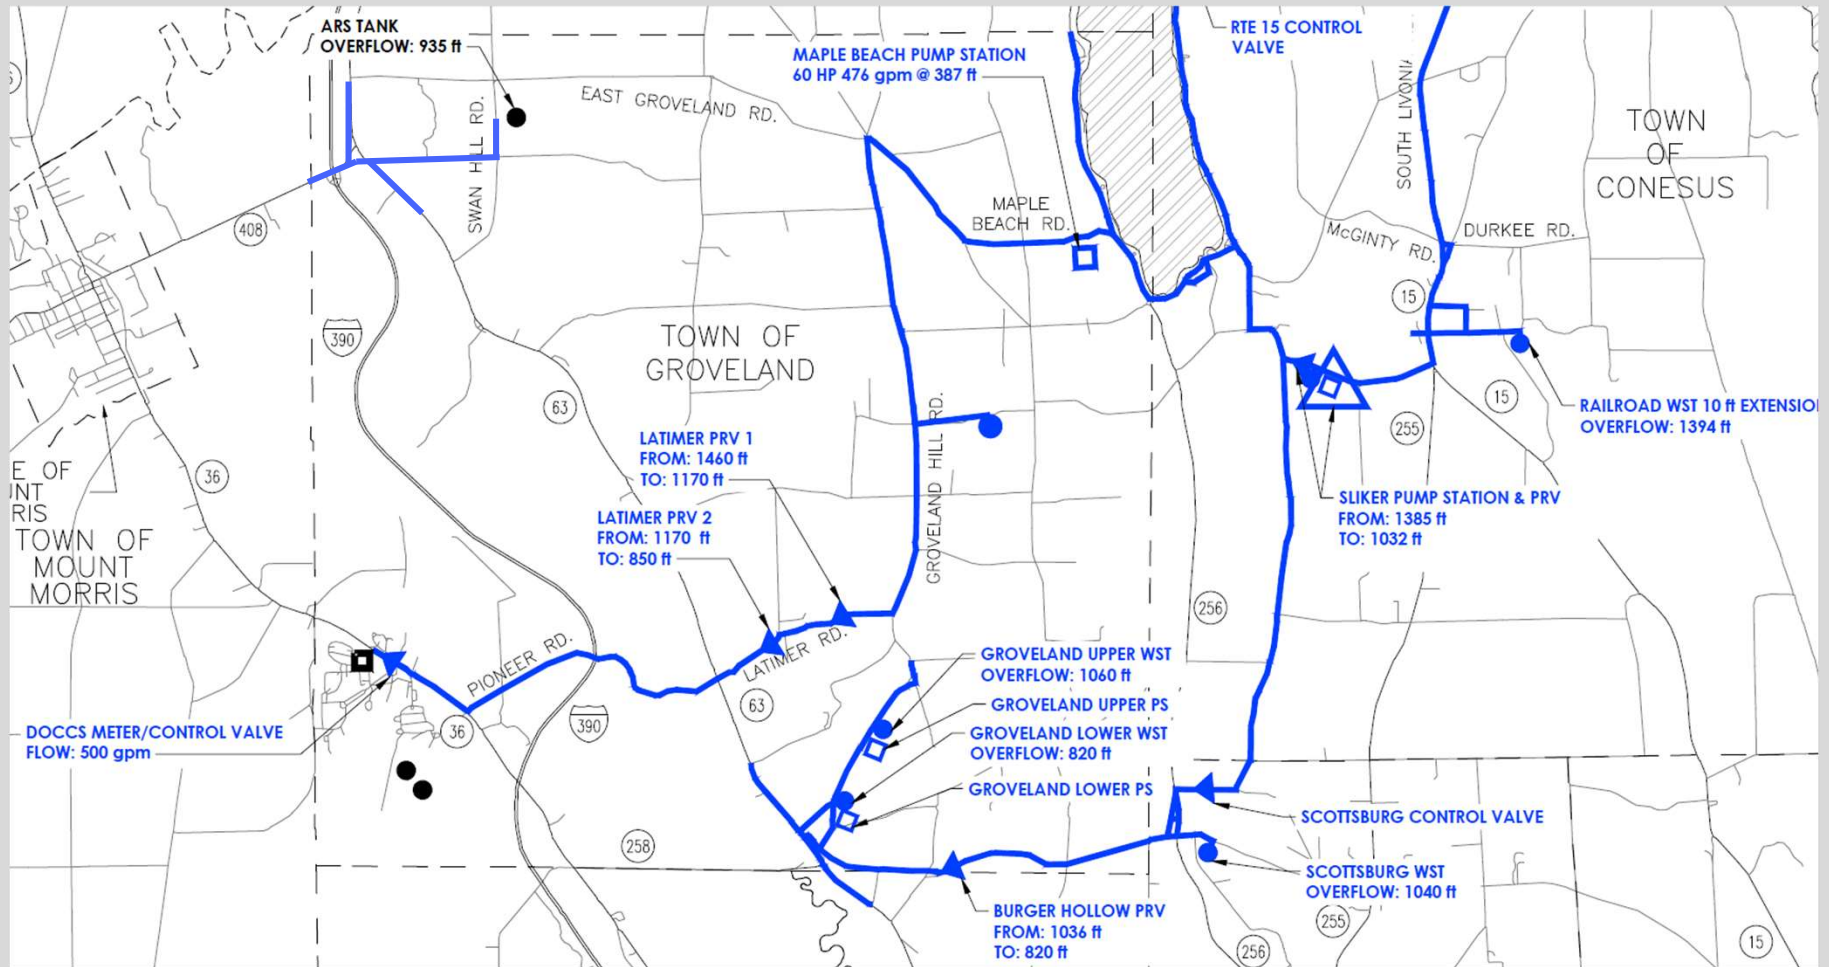 ARS TANK
OVERFLOW: 935 ft
MAPLE BEACH PUMP STATION
60 HP 476 gpm @ 387 ft
RTE 15 CONTROL
VALVE
EAST GROVELAND RD.
SWAN HILL RD.
SOUTH LIVONIA
TOWN
OF
CONESUS
MAPLE
BEACH RD.
McGINTY RD.
DURKEE RD.
408
15
390
TOWN OF
GROVELAND
63
GROVELAND HILL RD.
15
255
RAILROAD WST 10 ft EXTENSIO
OVERFLOW: 1394 ft
LATIMER PRV 1
FROM: 1460 ft
TO: 1170 ft
36
E OF
NT
RIS
SLIKER PUMP STATION & PRV
FROM: 1385 ft
TO: 1032 ft
LATIMER PRV 2
FROM: 1170 ft
TO: 850 ft
TOWN OF
MOUNT
MORRIS
256
PIONEER RD.
LATIMER RD.
GROVELAND UPPER WST
OVERFLOW: 1060 ft
GROVELAND UPPER PS
GROVELAND LOWER WST
OVERFLOW: 820 ft
GROVELAND LOWER PS
63
390
36
DOCCS METER/CONTROL VALVE
FLOW: 500 gpm
SCOTTSBURG CONTROL VALVE
258
SCOTTSBURG WST
OVERFLOW: 1040 ft
BURGER HOLLOW PRV
FROM: 1036 ft
TO: 820 ft
255
256
15